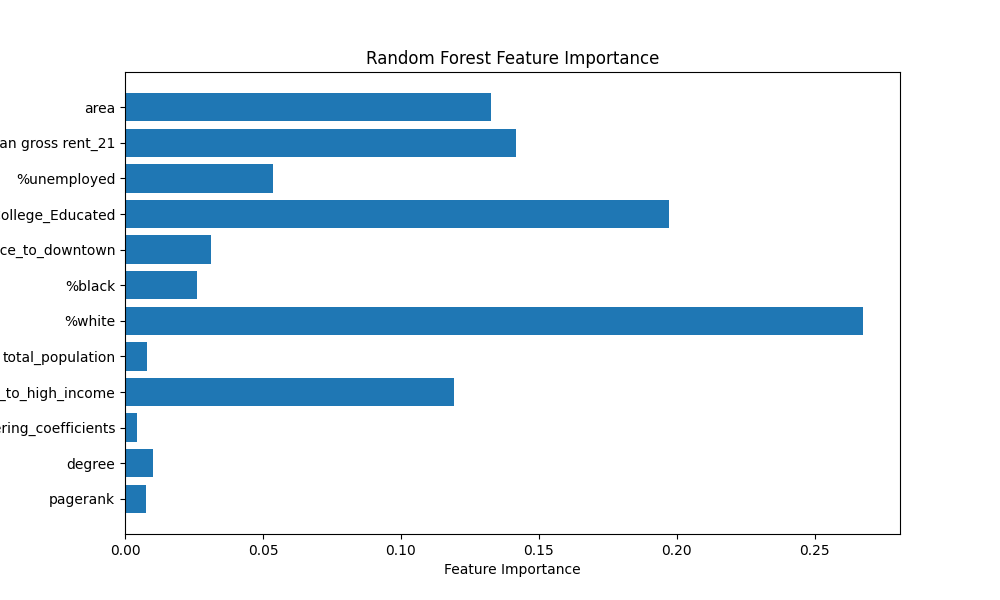 Random Forest Feature Importance
area
an gross rent_21
%unemployed
ollege_Educated
ce_to_downtown
%black
%white
total_population
_to_high_income
ering_coefficients
degree
pagerank
0.00 0.05 0.10 0.15 0.20 0.25
Feature Importance